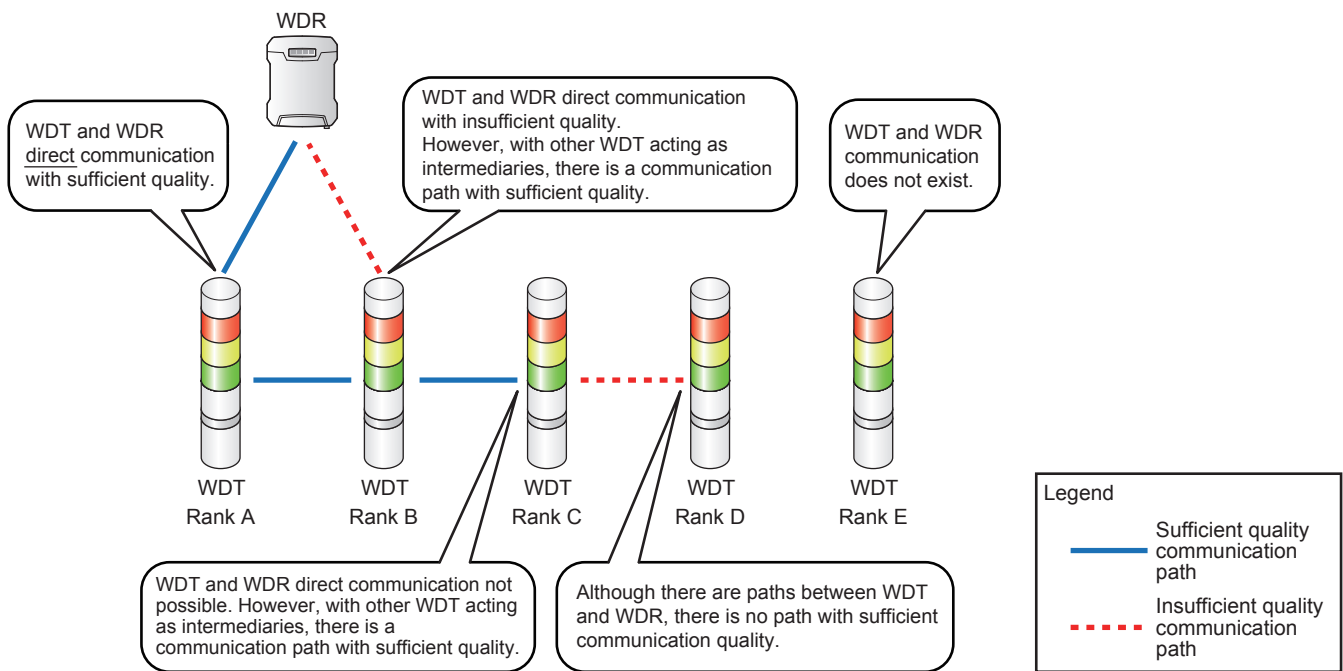 WDR
WDT and WDR
direct communication
with sufficient quality.
WDT and WDR direct communication
with insufficient quality.
However, with other WDT acting as
intermediaries, there is a communication
path with sufficient quality.
WDT and WDR
communication
does not exist.
WDT
Rank A
WDT
Rank B
WDT
Rank C
WDT
Rank D
WDT
Rank E
WDT and WDR direct communication not
possible. However, with other WDT acting
as intermediaries, there is a
communication path with sufficient quality.
Although there are paths between WDT
and WDR, there is no path with sufficient
communication quality.
Legend
Sufficient quality
communication
path
Insufficient quality
communication
path